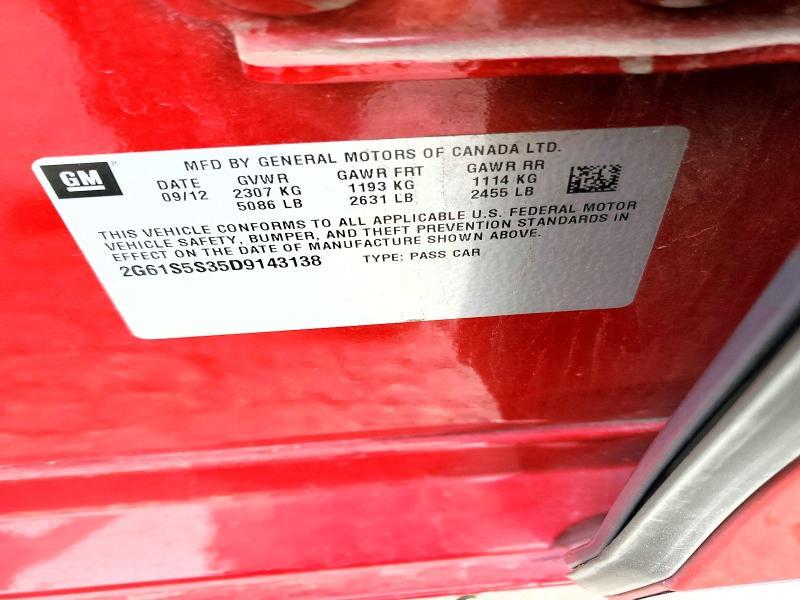 MFD BY GENERAL MOTORS OF CANADA LTD.
GM
DATE GVWR GAWR FRT GAWR RR
09/12 2307 KG 1193 KG 1114 KG
5086 LB 2631 LB 2455 LB
THIS VEHICLE CONFORMS TO ALL APPLICABLE U.S. FEDERAL MOTOR
VEHICLE SAFETY, BUMPER, AND THEFT PREVENTION STANDARDS IN
EFFECT ON THE DATE OF MANUFACTURE SHOWN ABOVE.
2G61S5S35D9143138 TYPE: PASS CAR